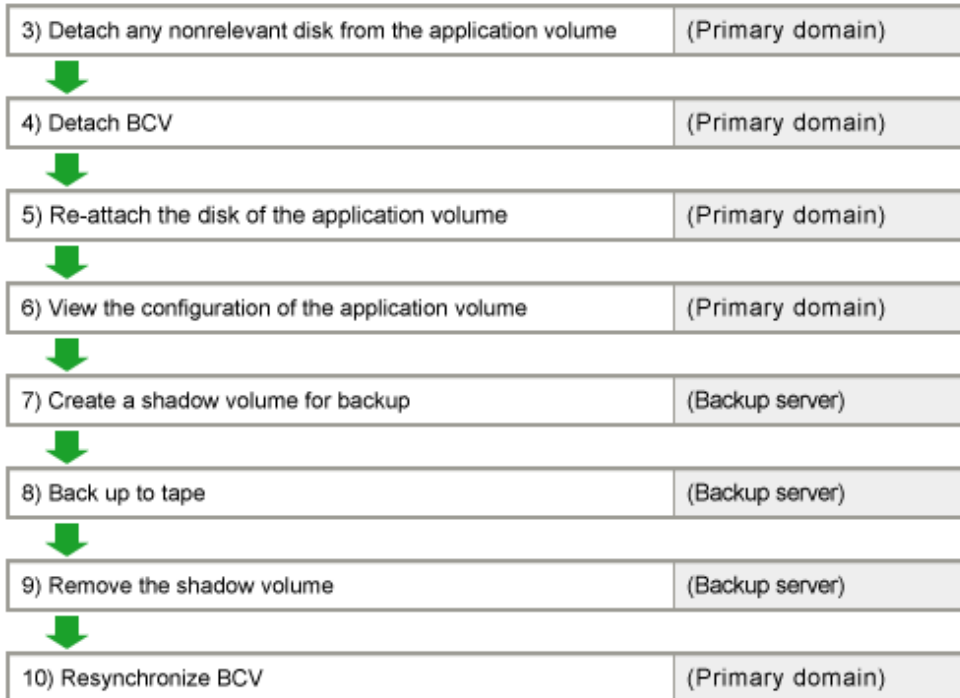 3) Detach any nonrelevant disk from the application volume (Primary domain)
4) Detach BCV (Primary domain)
5) Re-attach the disk of the application volume (Primary domain)
6) View the configuration of the application volume (Primary domain)
7) Create a shadow volume for backup (Backup server)
8) Back up to tape (Backup server)
9) Remove the shadow volume (Backup server)
10) Resynchronize BCV (Primary domain)